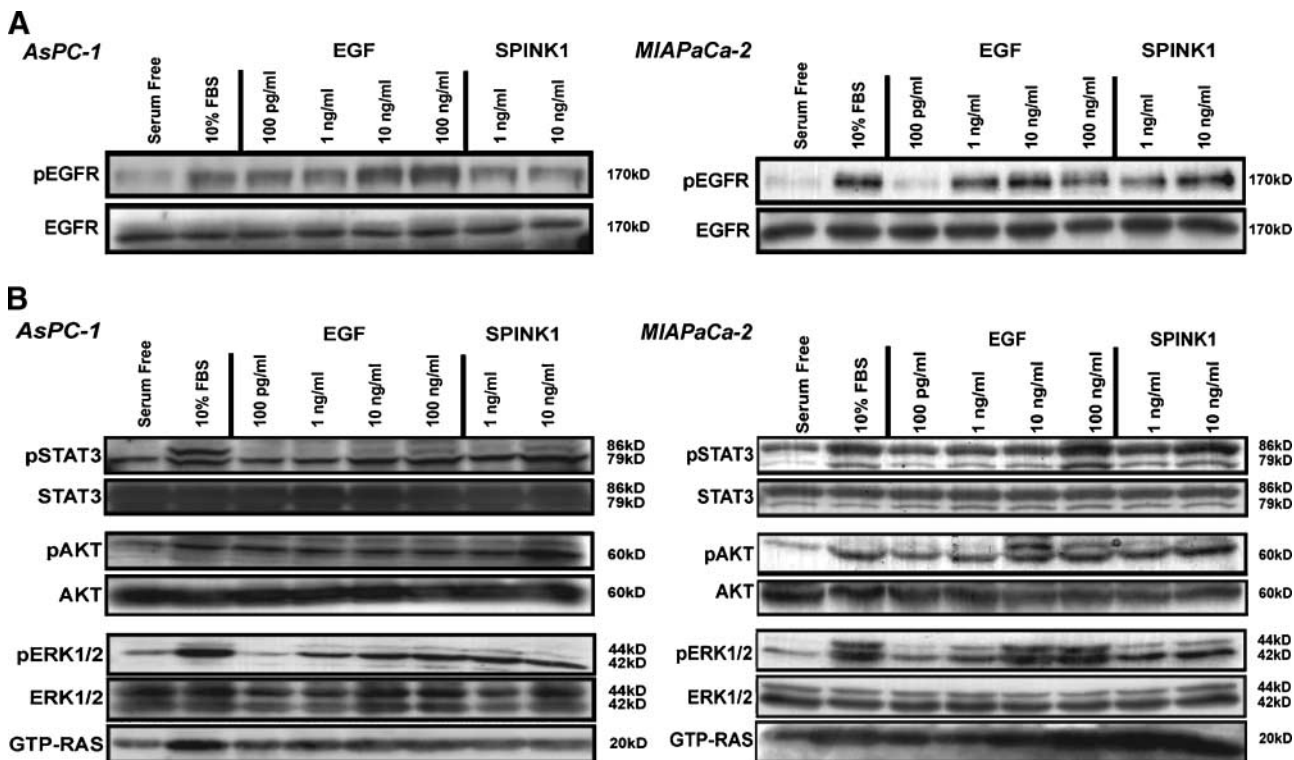 A
AsPC-1
EGF
SPINK1
Serum Free
10% FBS
100 pg/ml
1 ng/ml
10 ng/ml
100 ng/ml
1 ng/ml
10 ng/ml
pEGFR
170kD
EGFR
170kD
MIAPaCa-2
EGF
SPINK1
Serum Free
10% FBS
100 pg/ml
1 ng/ml
10 ng/ml
100 ng/ml
1 ng/ml
10 ng/ml
pEGFR
170kD
EGFR
170kD
B
AsPC-1
EGF
SPINK1
Serum Free
10% FBS
100 pg/ml
1 ng/ml
10 ng/ml
100 ng/ml
1 ng/ml
10 ng/ml
pSTAT3
86kD
79kD
STAT3
86kD
79kD
pAKT
60kD
AKT
60kD
pERK1/2
44kD
42kD
ERK1/2
44kD
42kD
GTP-RAS
20kD
MIAPaCa-2
EGF
SPINK1
Serum Free
10% FBS
100 pg/ml
1 ng/ml
10 ng/ml
100 ng/ml
1 ng/ml
10 ng/ml
pSTAT3
86kD
79kD
STAT3
86kD
79kD
pAKT
60kD
AKT
60kD
pERK1/2
44kD
42kD
ERK1/2
44kD
42kD
GTP-RAS
20kD